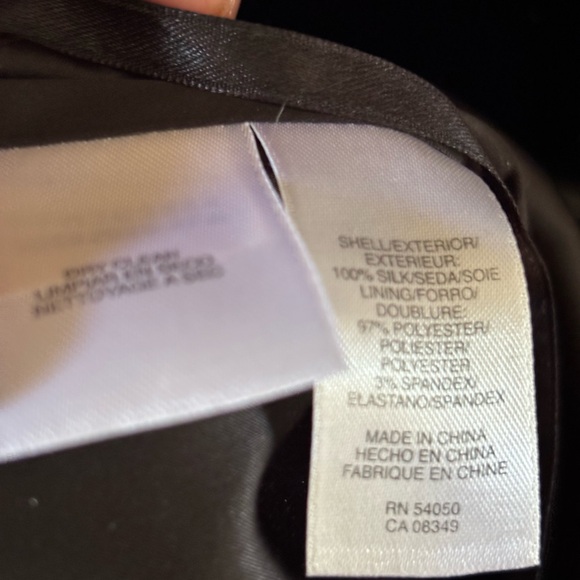 DRY CLEAN
LIMPIAR EN SECO
NETTOYAGE A SEC
SHELL/EXTERIOR/
EXTERIEUR:
100% SILK/SEDA/SOIE
LINING/FORRO/
DOUBLURE:
97% POLYESTER/
POLIESTER/
POLYESTER
3% SPANDEX/
ELASTANO/SPANDEX
MADE IN CHINA
HECHO EN CHINA
FABRIQUE EN CHINE
RN 54050
CA 08349